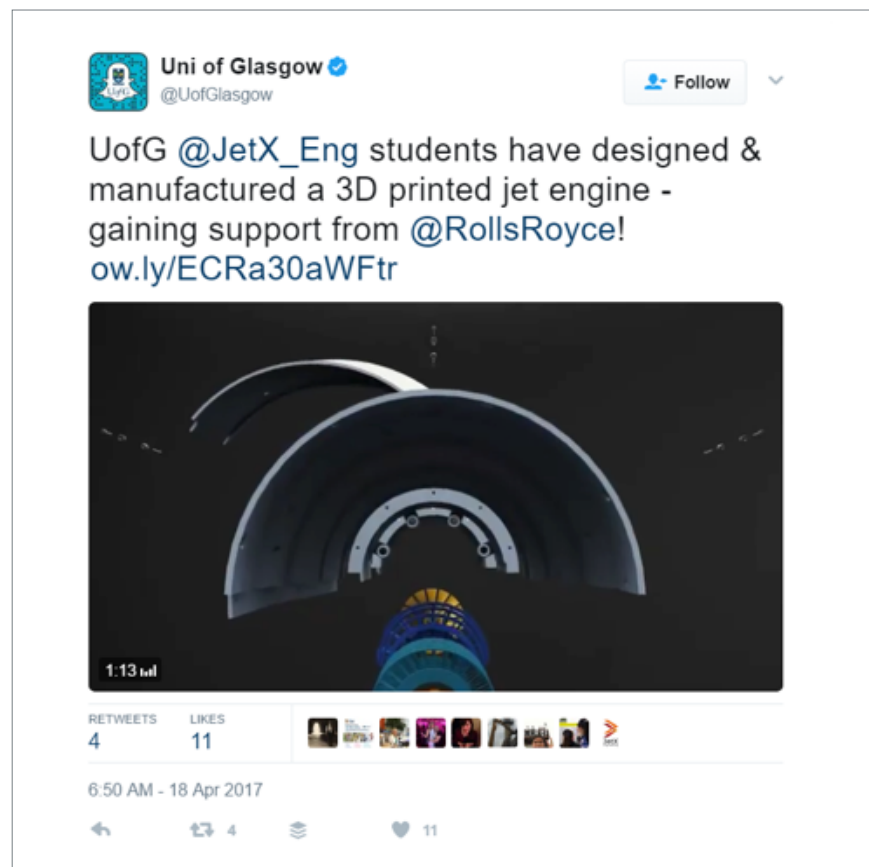 Uni of Glasgow
@UofGlasgow
Follow
UofG @JetX_Eng students have designed &
manufactured a 3D printed jet engine -
gaining support from @RollsRoyce!
ow.ly/ECRa30aWFtr
1:13
RETWEETS LIKES
4 11
6:50 AM - 18 Apr 2017
4 11